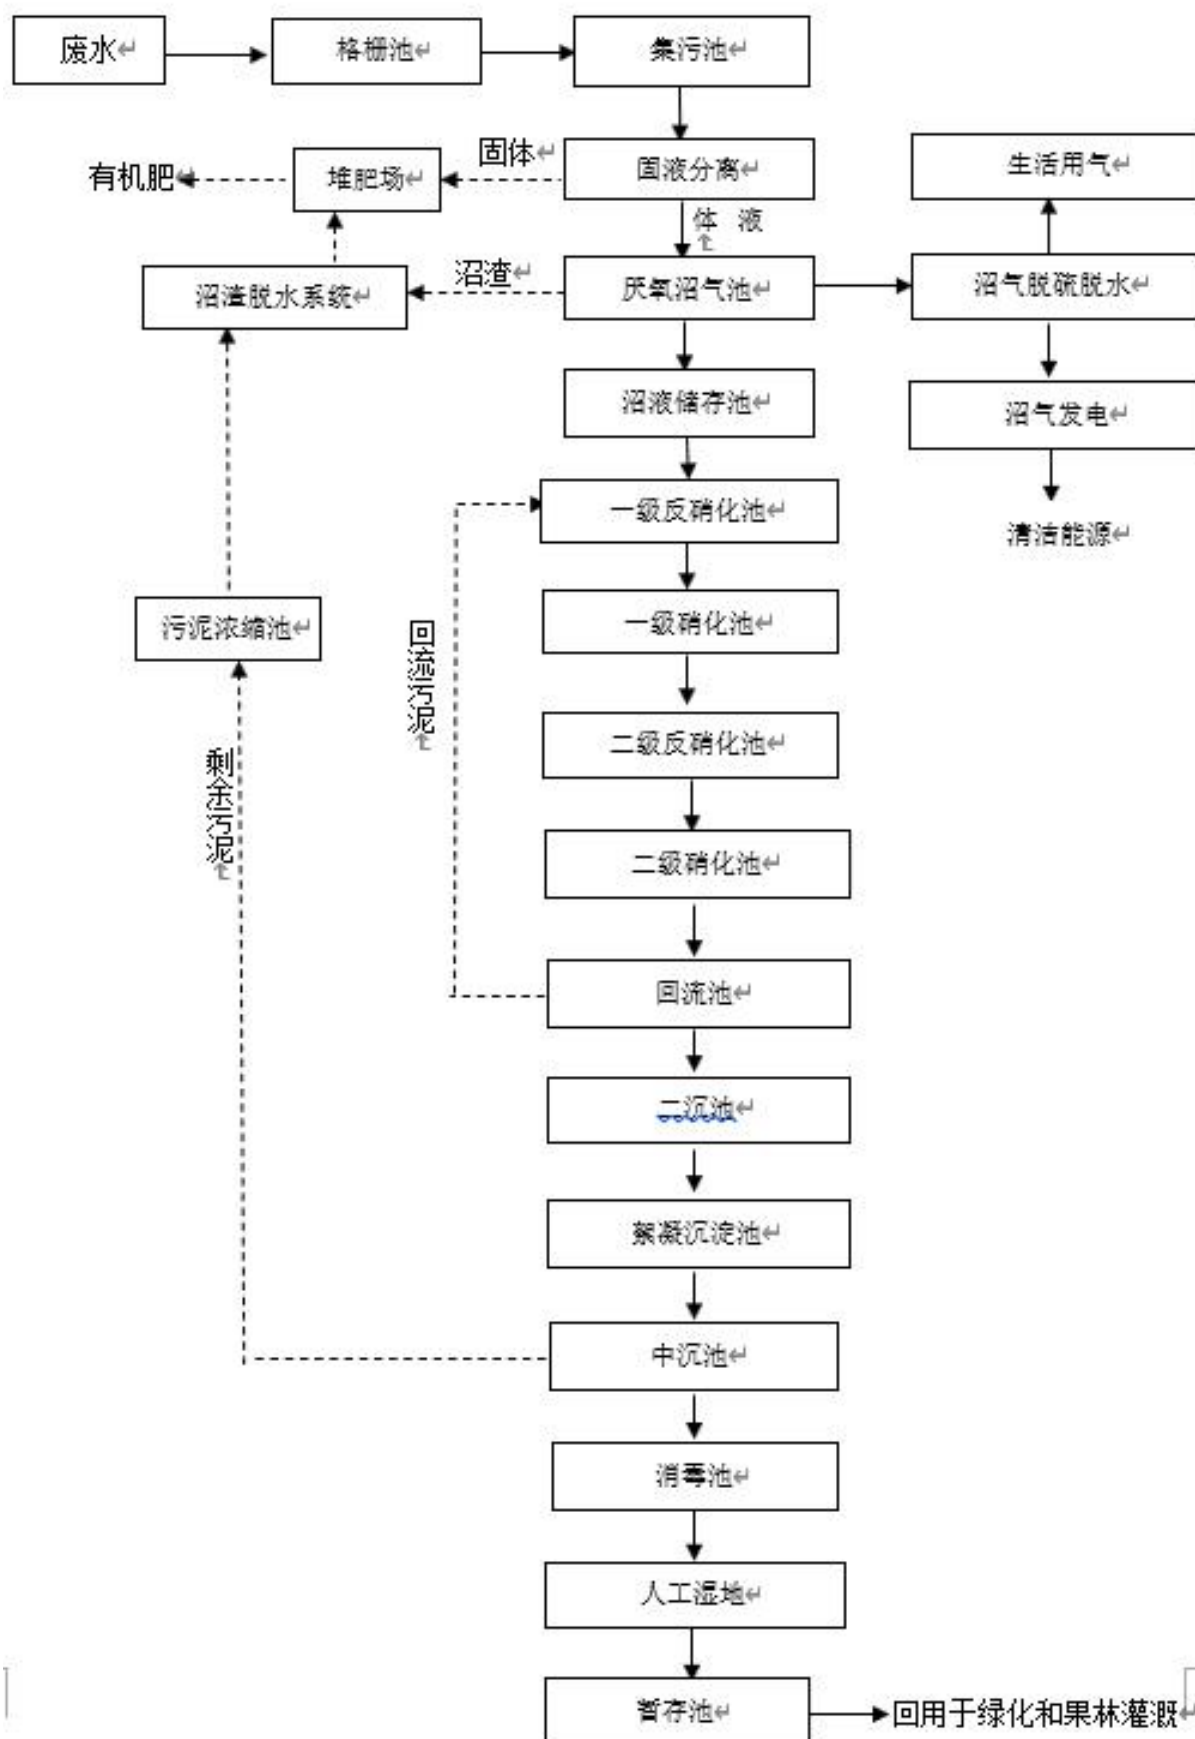 废水
格栅池
集污池
固液分离
固体
堆肥场
有机肥
生活用气
体 液
沼渣
沼渣脱水系统
厌氧沼气池
沼气脱硫脱水
沼液储存池
沼气发电
一级反硝化池
清洁能源
一级硝化池
污泥浓缩池
回流污泥
二级反硝化池
剩余污泥
二级硝化池
回流池
二沉池
絮凝沉淀池
中沉池
消毒池
人工湿地
暂存池
回用于绿化和果林灌溉